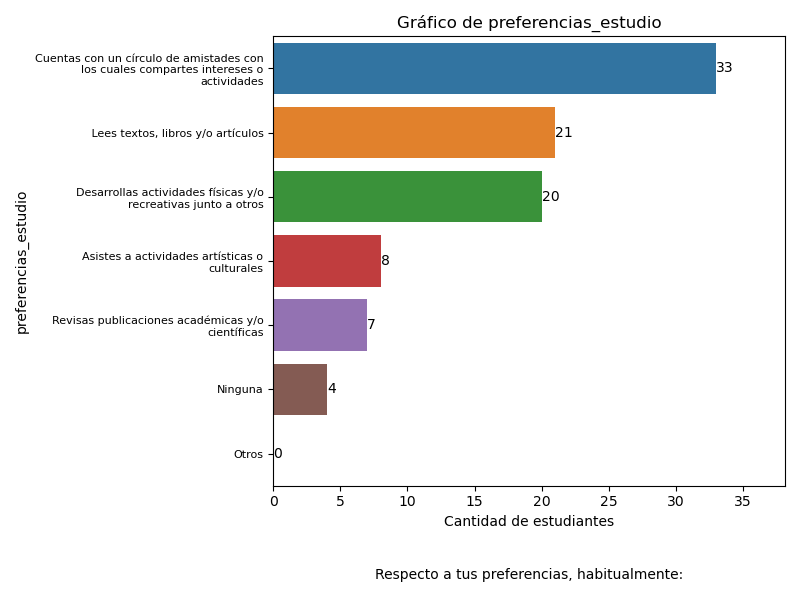 Gráfico de preferencias_estudio
Cuentas con un círculo de amistades con
los cuales compartes intereses o
actividades
33
Lees textos, libros y/o artículos
21
Desarrollas actividades físicas y/o
recreativas junto a otros
20
Asistes a actividades artísticas o
culturales
8
Revisas publicaciones académicas y/o
científicas
7
Ninguna
4
Otros
0
preferencias_estudio
0 5 10 15 20 25 30 35
Cantidad de estudiantes
Respecto a tus preferencias, habitualmente: